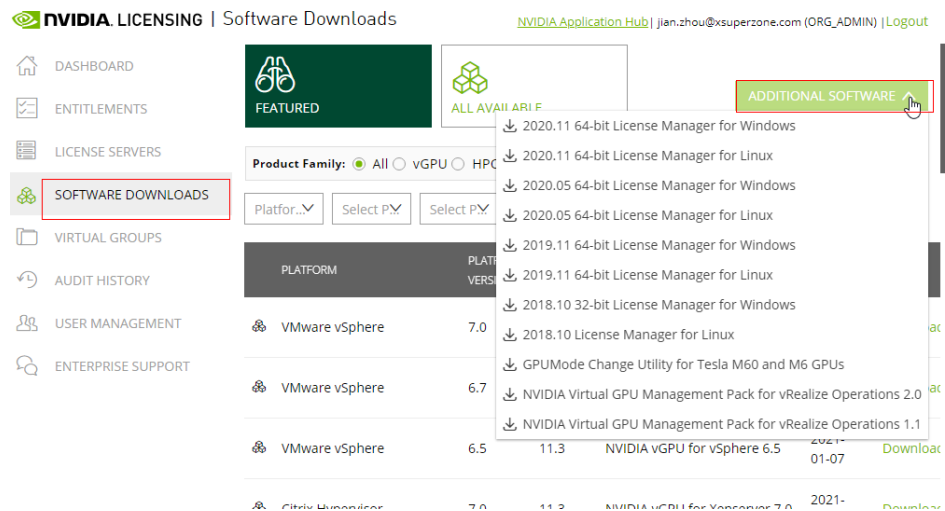 NVIDIA. LICENSING | Software Downloads
NVIDIA Application Hub | jian.zhou@xsuperzone.com (ORG_ADMIN) | Logout
DASHBOARD
ENTITLEMENTS
LICENSE SERVERS
SOFTWARE DOWNLOADS
VIRTUAL GROUPS
AUDIT HISTORY
USER MANAGEMENT
ENTERPRISE SUPPORT
FEATURED
ALL AVAILABLE
ADDITIONAL SOFTWARE
2020.11 64-bit License Manager for Windows
2020.11 64-bit License Manager for Linux
2020.05 64-bit License Manager for Windows
2020.05 64-bit License Manager for Linux
2019.11 64-bit License Manager for Windows
2019.11 64-bit License Manager for Linux
2018.10 32-bit License Manager for Windows
2018.10 License Manager for Linux
GPUMode Change Utility for Tesla M60 and M6 GPUs
NVIDIA Virtual GPU Management Pack for vRealize Operations 2.0
NVIDIA Virtual GPU Management Pack for vRealize Operations 1.1
Product Family: All vGPU HPC
Platfor... Select P... Select P...
PLATFORM
VERS
VMware vSphere 7.0
VMware vSphere 6.7
VMware vSphere 6.5 11.3 NVIDIA vGPU for vSphere 6.5 2021-01-07 Download
Citrix Hypervisor 7.0 11.3 NVIDIA vGPU for Xenserver 7.0 2021- Download